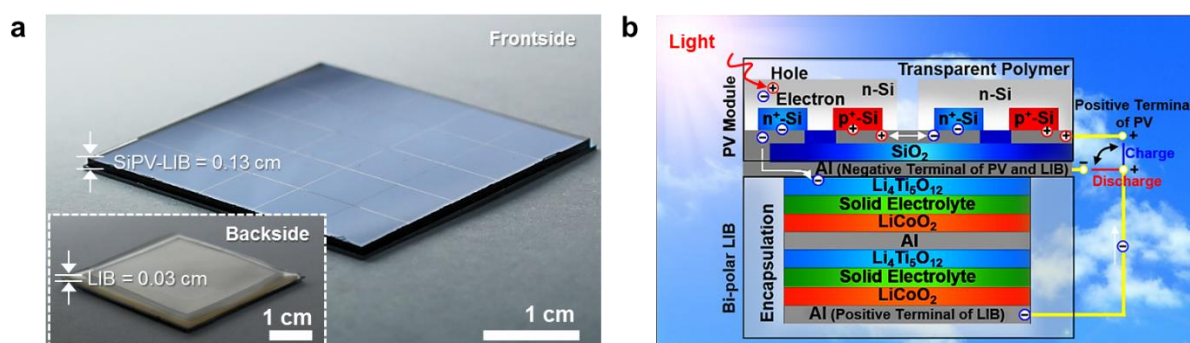 a
Frontside
SiPV-LIB = 0.13 cm
Backside
LIB = 0.03 cm
1 cm
1 cm
b
Light
Hole
+
−
Electron
Transparent Polymer
n-Si
n-Si
PV Module
n⁺-Si
p⁺-Si
n⁺-Si
p⁺-Si
SiO₂
Al (Negative Terminal of PV and LIB)
Positive Terminal
of PV
+
Charge
−
+
Discharge
Bi-polar LIB
Encapsulation
Li₄Ti₅O₁₂
Solid Electrolyte
LiCoO₂
Al
Li₄Ti₅O₁₂
Solid Electrolyte
LiCoO₂
Al (Positive Terminal of LIB)